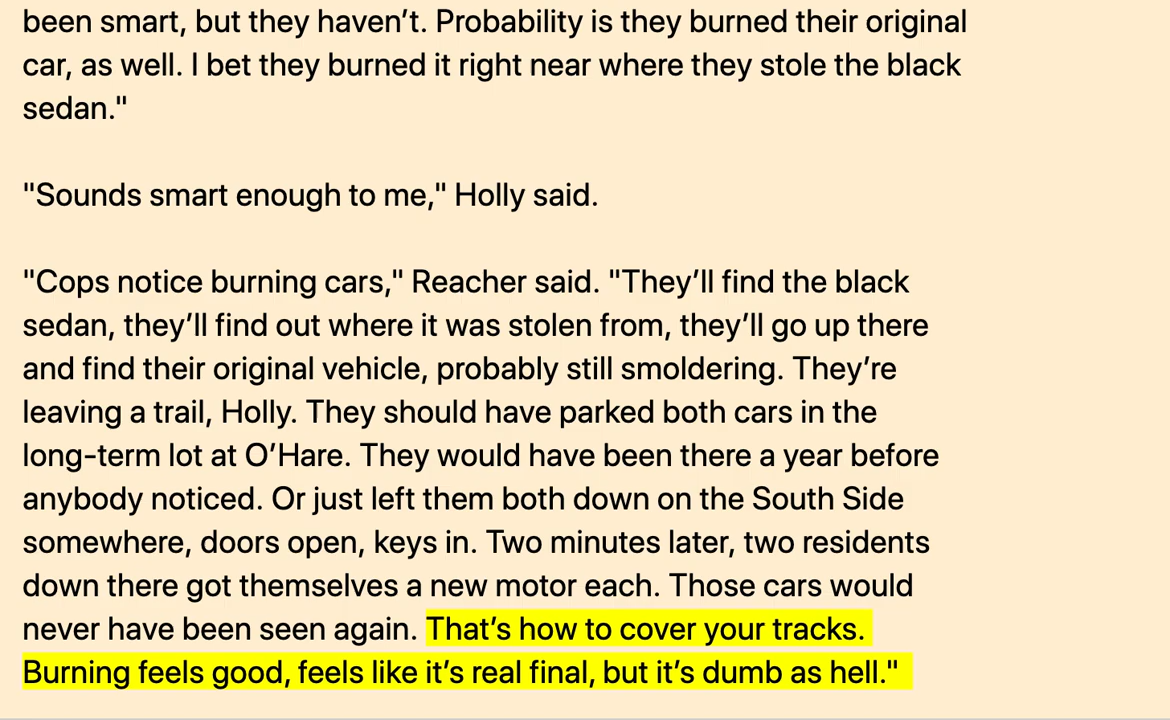 been smart, but they haven’t. Probability is they burned their original
car, as well. I bet they burned it right near where they stole the black
sedan."
"Sounds smart enough to me," Holly said.
"Cops notice burning cars," Reacher said. "They’ll find the black
sedan, they’ll find out where it was stolen from, they’ll go up there
and find their original vehicle, probably still smoldering. They’re
leaving a trail, Holly. They should have parked both cars in the
long-term lot at O’Hare. They would have been there a year before
anybody noticed. Or just left them both down on the South Side
somewhere, doors open, keys in. Two minutes later, two residents
down there got themselves a new motor each. Those cars would
never have been seen again. That’s how to cover your tracks.
Burning feels good, feels like it’s real final, but it’s dumb as hell."